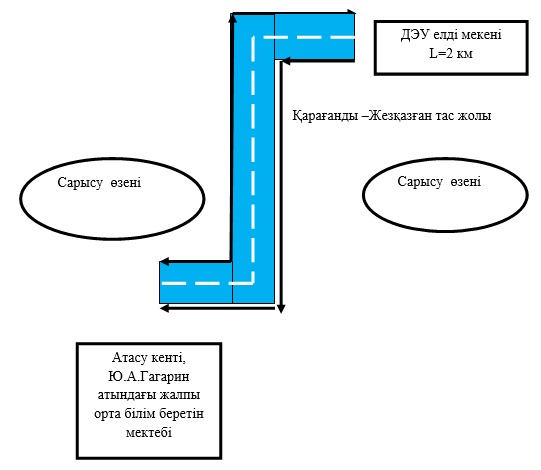 ДЭУ елді мекені
L=2 км
Қарағанды –Жезқазған тас жолы
Сарысу өзені
Сарысу өзені
Атасу кенті,
Ю.А.Гагарин
атындағы жалпы
орта білім беретін
мектебі